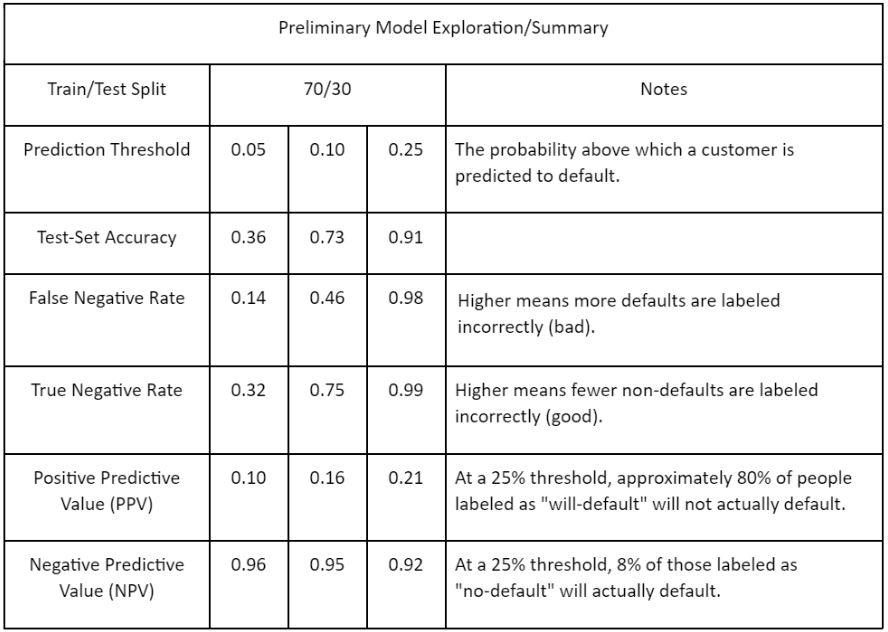 Preliminary Model Exploration/Summary
Train/Test Split 70/30 Notes
Prediction Threshold 0.05 0.10 0.25 The probability above which a customer is
predicted to default.
Test-Set Accuracy 0.36 0.73 0.91
False Negative Rate 0.14 0.46 0.98 Higher means more defaults are labeled
incorrectly (bad).
True Negative Rate 0.32 0.75 0.99 Higher means fewer non-defaults are labeled
incorrectly (good).
Positive Predictive 0.10 0.16 0.21 At a 25% threshold, approximately 80% of people
Value (PPV) labeled as "will-default" will not actually default.
Negative Predictive 0.96 0.95 0.92 At a 25% threshold, 8% of those labeled as
Value (NPV) "no-default" will actually default.